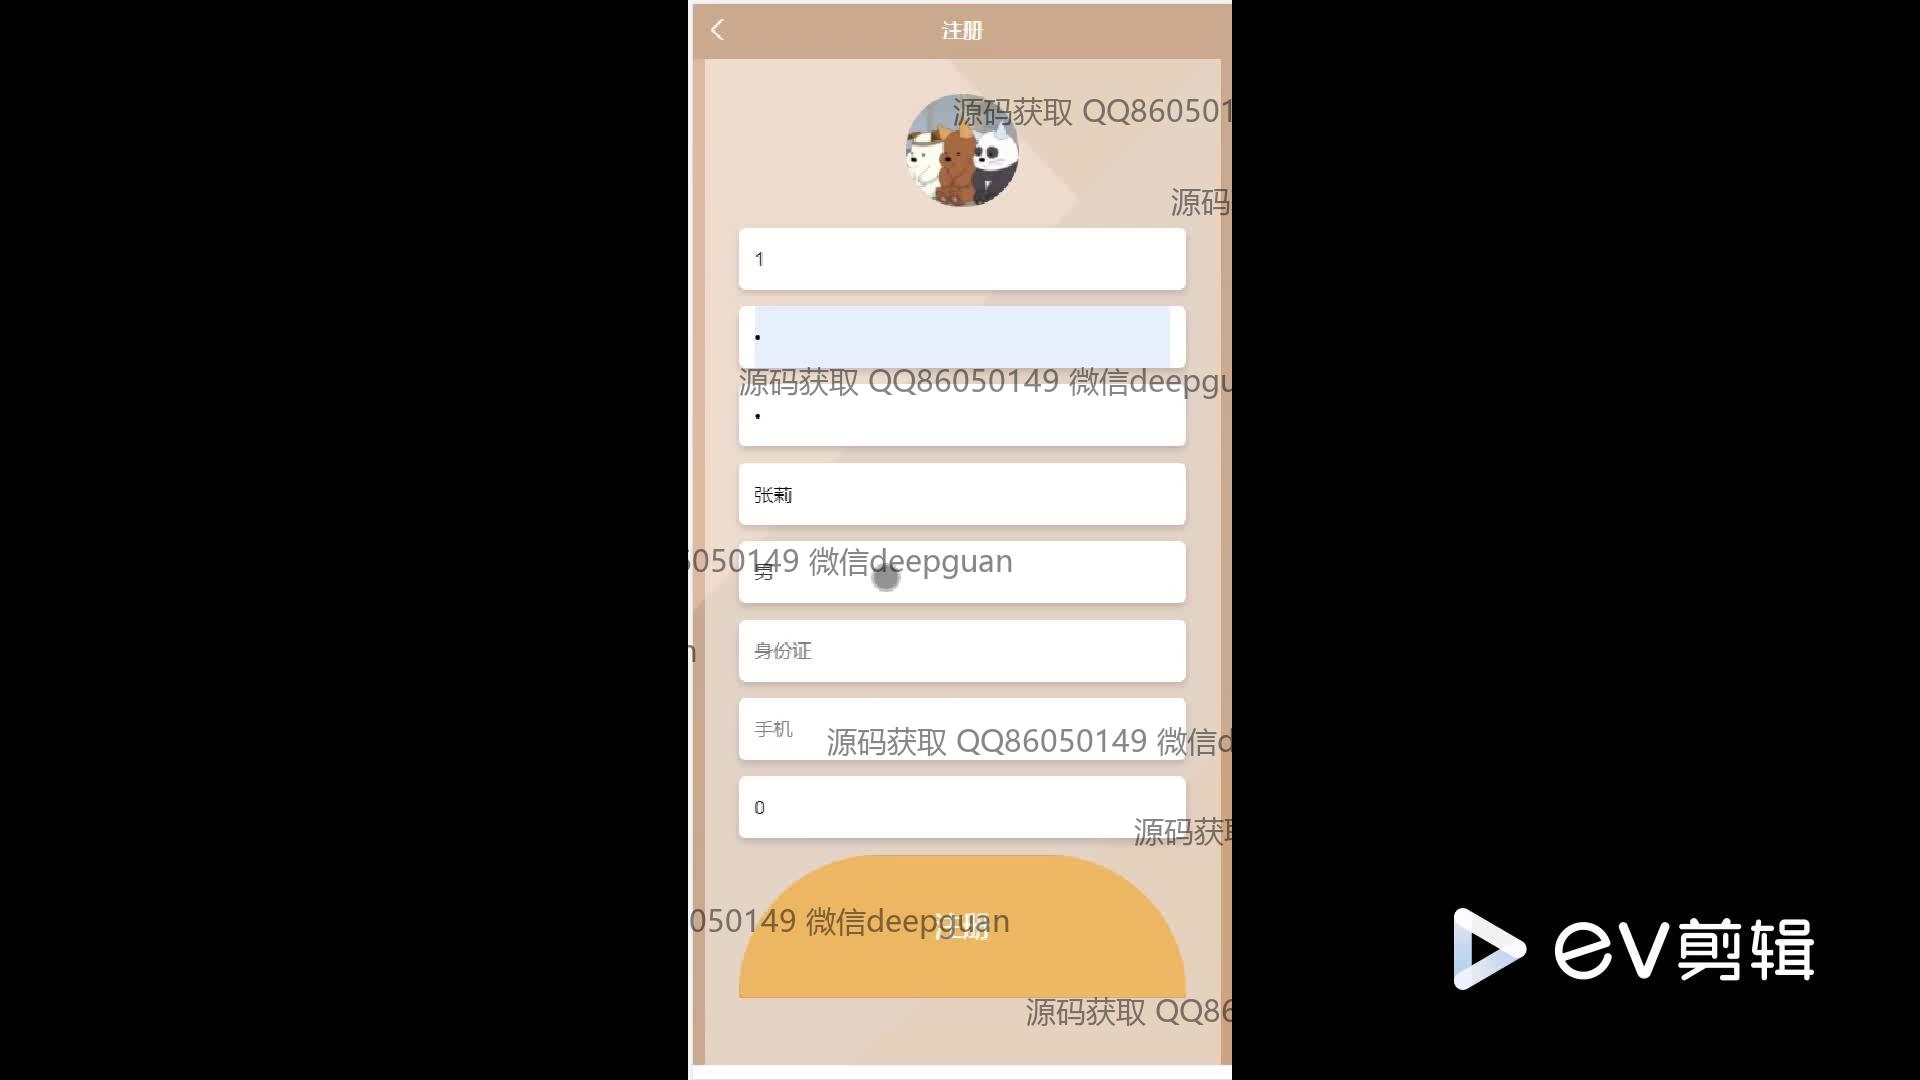 注册
源码获取 QQ860501
源码
1
•
源码获取 QQ86050149 微信deepgu
•
张莉
6050149 微信deepguan
男
身份证
n
手机
源码获取 QQ86050149 微信d
0
源码获取
050149 微信deepguan
注册
ev剪辑
源码获取 QQ86